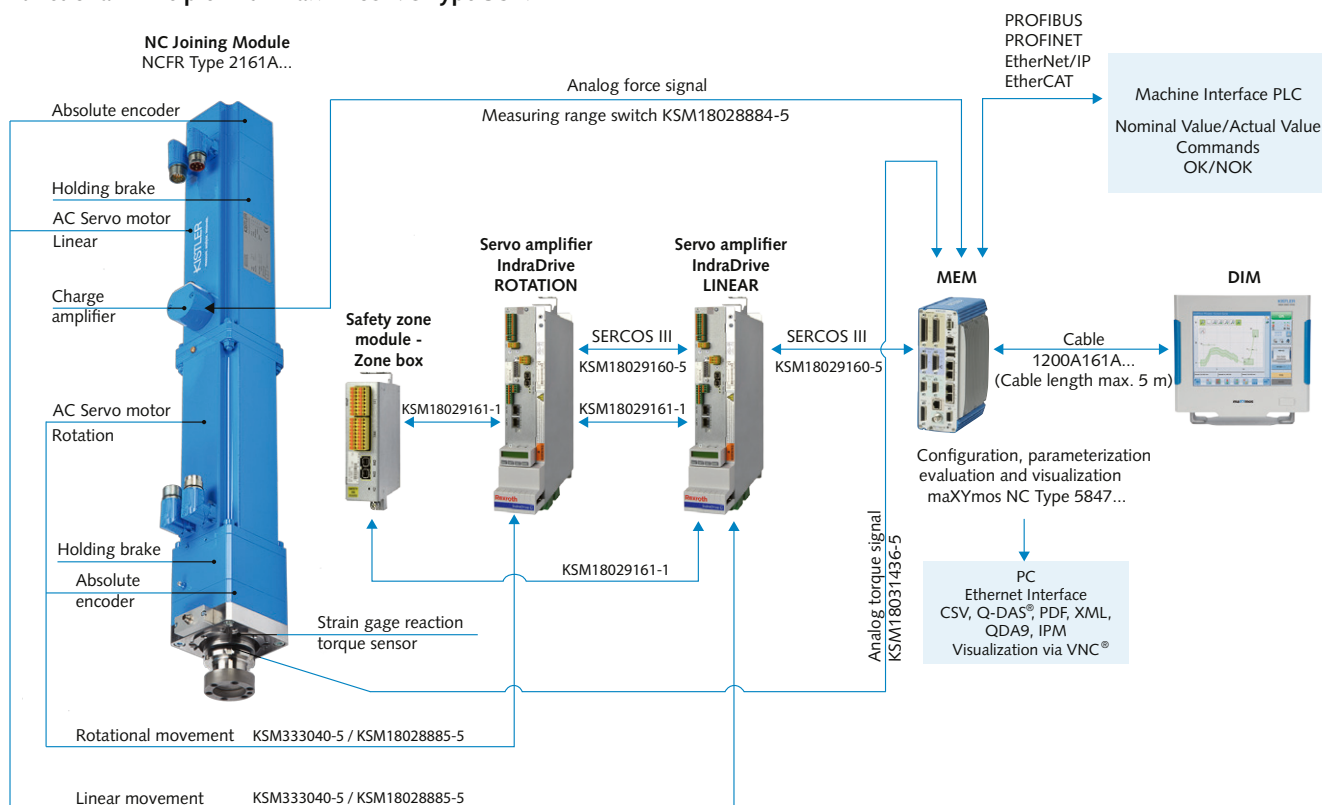 NC Joining Module
NCFR Type 2161A...
Absolute encoder
Holding brake
AC Servo motor
Linear
Charge
amplifier
AC Servo motor
Rotation
Holding brake
Absolute
encoder
Strain gage reaction
torque sensor
KISTLER
Analog force signal
Measuring range switch KSM18028884-5
PROFIBUS
PROFINET
EtherNet/IP
EtherCAT
Machine Interface PLC
Nominal Value/Actual Value
Commands
OK/NOK
Safety zone
module -
Zone box
Servo amplifier
IndraDrive
ROTATION
Servo amplifier
IndraDrive
LINEAR
MEM
DIM
KSM18029161-1
SERCOS III
KSM18029160-5
KSM18029161-1
SERCOS III
KSM18029160-5
Cable
1200A161A...
(Cable length max. 5 m)
Rexroth
Rexroth
KSM18029161-1
Analog torque signal
KSM18031436-5
Configuration, parameterization
evaluation and visualization
maXYmos NC Type 5847...
PC
Ethernet Interface
CSV, Q-DAS®, PDF, XML,
QDA9, IPM
Visualization via VNC®
Rotational movement KSM333040-5 / KSM18028885-5
Linear movement KSM333040-5 / KSM18028885-5